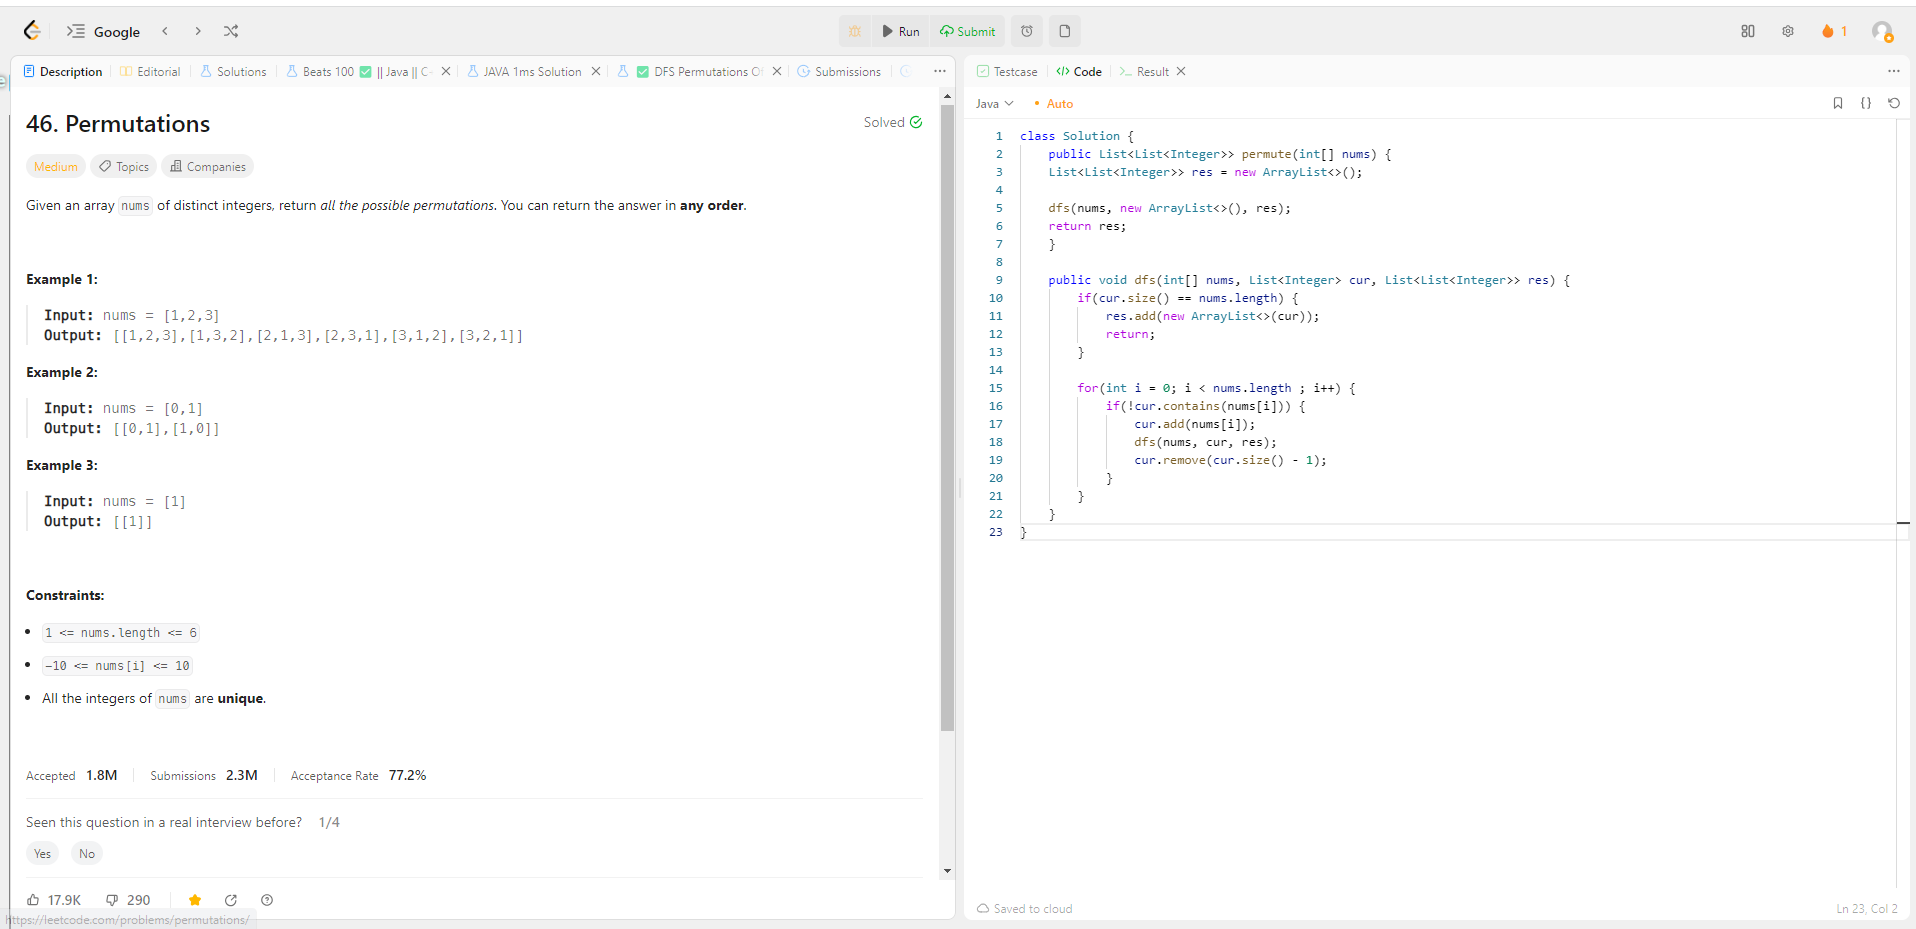 Google
Run
Submit
1
Description
Editorial
Solutions
Beats 100 ✅ || Java || C
JAVA 1ms Solution
✅ DFS Permutations
Submissions
46. Permutations
Solved
Medium
Topics
Companies
Given an array nums of distinct integers, return all the possible permutations. You can return the answer in any order.
Example 1:
Input: nums = [1,2,3]
Output: [[1,2,3],[1,3,2],[2,1,3],[2,3,1],[3,1,2],[3,2,1]]
Example 2:
Input: nums = [0,1]
Output: [[0,1],[1,0]]
Example 3:
Input: nums = [1]
Output: [[1]]
Constraints:
1 <= nums.length <= 6
-10 <= nums[i] <= 10
All the integers of nums are unique.
Accepted 1.8M
Submissions 2.3M
Acceptance Rate 77.2%
Seen this question in a real interview before? 1/4
Yes
No
17.9K
290
https://leetcode.com/problems/permutations/
Testcase
Code
Result
Java
Auto
1 class Solution {
2 public List<List<Integer>> permute(int[] nums) {
3 List<List<Integer>> res = new ArrayList<>();
4
5 dfs(nums, new ArrayList<>(), res);
6 return res;
7 }
8
9 public void dfs(int[] nums, List<Integer> cur, List<List<Integer>> res) {
10 if(cur.size() == nums.length) {
11 res.add(new ArrayList<>(cur));
12 return;
13 }
14
15 for(int i = 0; i < nums.length ; i++) {
16 if(!cur.contains(nums[i])) {
17 cur.add(nums[i]);
18 dfs(nums, cur, res);
19 cur.remove(cur.size() - 1);
20 }
21 }
22 }
23 }
Saved to cloud
Ln 23, Col 2